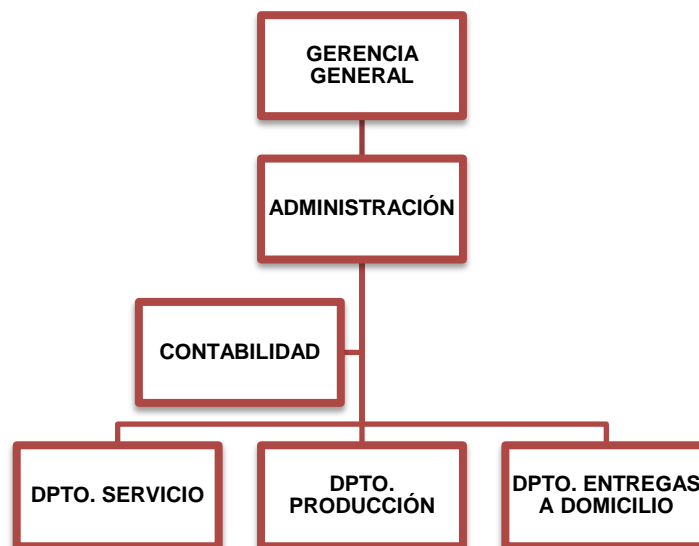 GERENCIA
GENERAL
ADMINISTRACIÓN
CONTABILIDAD
DPTO. SERVICIO
DPTO.
PRODUCCIÓN
DPTO. ENTREGAS
A DOMICILIO